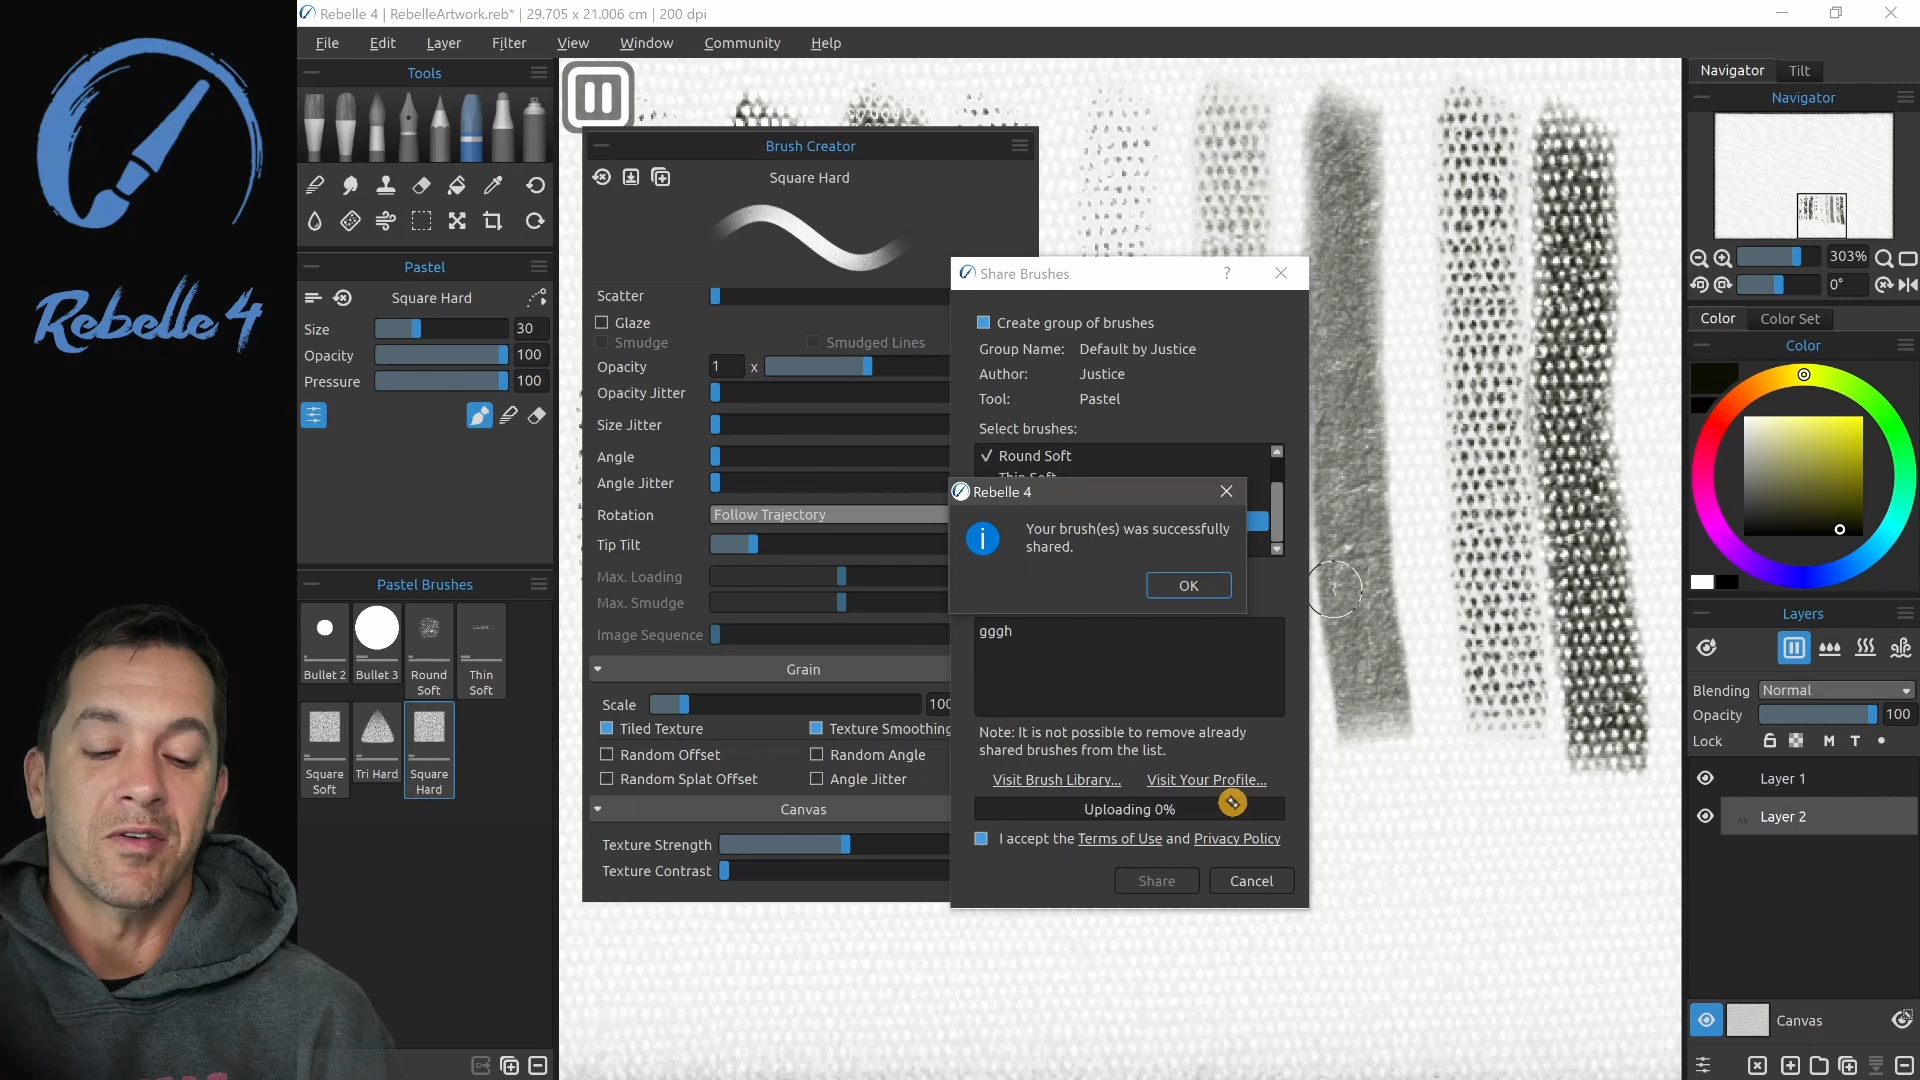 Rebelle 4 | RebelleArtwork.reb* | 29.705 x 21.006 cm | 200 dpi
File Edit Layer Filter View Window Community Help
Rebelle 4
Tools
Pastel
Square Hard
Size 30
Opacity 100
Pressure 100
Pastel Brushes
Bullet 2 Bullet 3 Round Soft Thin Soft
Square Soft Tri Hard Square Hard
Brush Creator
Square Hard
Scatter
Glaze
Smudge Smudged Lines
Opacity 1 x
Opacity Jitter
Size Jitter
Angle
Angle Jitter
Rotation Follow Trajectory
Tip Tilt
Max. Loading
Max. Smudge
Image Sequence
Grain
Scale 100
Tiled Texture Texture Smoothing
Random Offset Random Angle
Random Splat Offset Angle Jitter
Canvas
Texture Strength
Texture Contrast
Share Brushes ?
Create group of brushes
Group Name: Default by Justice
Author: Justice
Tool: Pastel
Select brushes:
Round Soft
Thin Soft
Rebelle 4
Your brush(es) was successfully
shared.
OK
gggh
Note: It is not possible to remove already
shared brushes from the list.
Visit Brush Library... Visit Your Profile...
Uploading 0%
I accept the Terms of Use and Privacy Policy
Share Cancel
Navigator Tilt
Navigator
303%
0°
Color Color Set
Color
Layers
Blending Normal
Opacity 100
Lock M T
Layer 1
Layer 2
Canvas